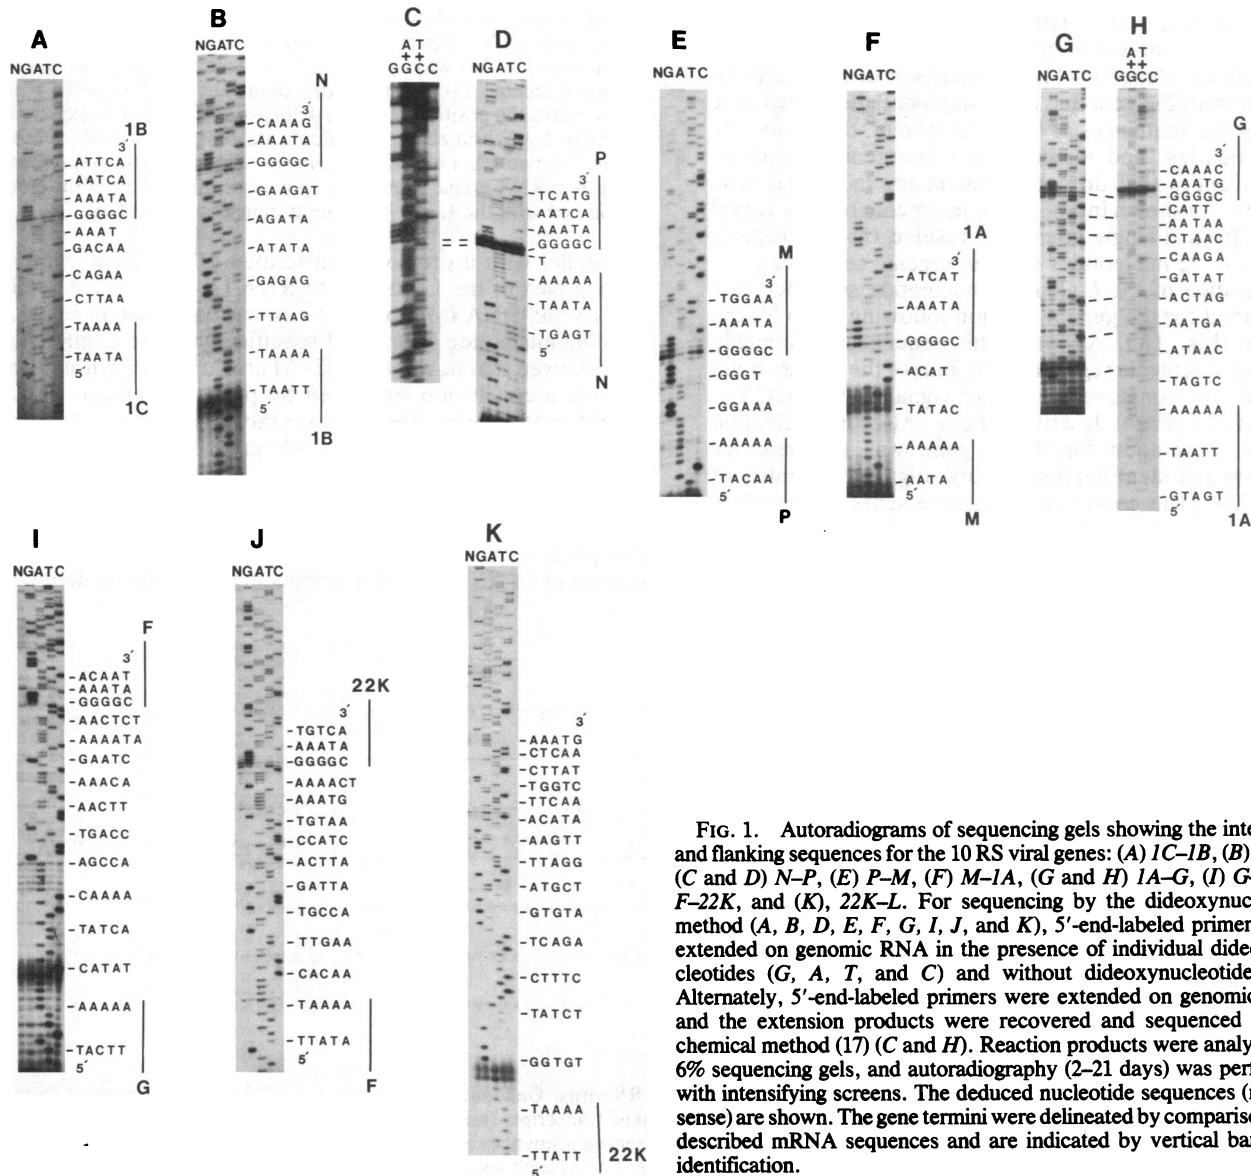 A
NGATC
1B
3´
ATTCA
AATCA
AAATA
GGGGC
AAAT
GACAA
CAGAA
CTTAA
TAAAA
TAATA
5´
1C
B
NGATC
N
3´
CAAAG
AAATA
GGGGC
GAAGAT
AGATA
ATATA
GAGAG
TTAAG
TAAAA
TAATT
5´
1B
C
A T
+ +
G G C C
D
NGATC
P
3´
TCATG
AATCA
AAATA
GGGGC
T
AAAAA
TAATA
TGAGT
5´
N
E
NGATC
M
3´
TGGAA
AAATA
GGGGC
GGGT
GGAAA
AAAAA
TACAA
5´
P
F
NGATC
1A
3´
ATCAT
AAATA
GGGGC
ACAT
TATAC
AAAAA
AATA
5´
M
G
NGATC
H
A T
+ +
G G C C
G
3´
CAAAC
AAATG
GGGGC
CATT
AATAA
CTAAC
CAAGA
GATAT
ACTAG
AATGA
ATAAC
TAGTC
AAAAA
TAATT
GTAGT
5´
1A
I
NGATC
F
3´
ACAAT
AAATA
GGGGC
AACTCT
AAAATA
GAATC
AAACA
AACTT
TGACC
AGCCA
CAAAA
TATCA
CATAT
AAAAA
TACTT
5´
G
J
NGATC
22K
3´
TGTCA
AAATA
GGGGC
AAAACT
AAATG
TGTAA
CCATC
ACTTA
GATTA
TGCCA
TTGAA
CACAA
TAAAA
TTATA
5´
F
K
NGATC
3´
AAATG
CTCAA
CTTAT
TGGTC
TTCAA
ACATA
AAGTT
TTAGG
ATGCT
GTGTA
TCAGA
CTTTC
TATCT
GGTGT
TAAAA
TTATT
5´
22K
FIG. 1. Autoradiograms of sequencing gels showing the inte
and flanking sequences for the 10 RS viral genes: (A) 1C–1B, (B)
(C and D) N–P, (E) P–M, (F) M–1A, (G and H) 1A–G, (I) G–
F–22K, and (K), 22K–L. For sequencing by the dideoxynuc
method (A, B, D, E, F, G, I, J, and K), 5′-end-labeled primer
extended on genomic RNA in the presence of individual dideo
cleotides (G, A, T, and C) and without dideoxynucleotide
Alternately, 5′-end-labeled primers were extended on genomic
and the extension products were recovered and sequenced
chemical method (17) (C and H). Reaction products were analy
6% sequencing gels, and autoradiography (2–21 days) was perf
with intensifying screens. The deduced nucleotide sequences (
sense) are shown. The gene termini were delineated by comparis
described mRNA sequences and are indicated by vertical bar
identification.